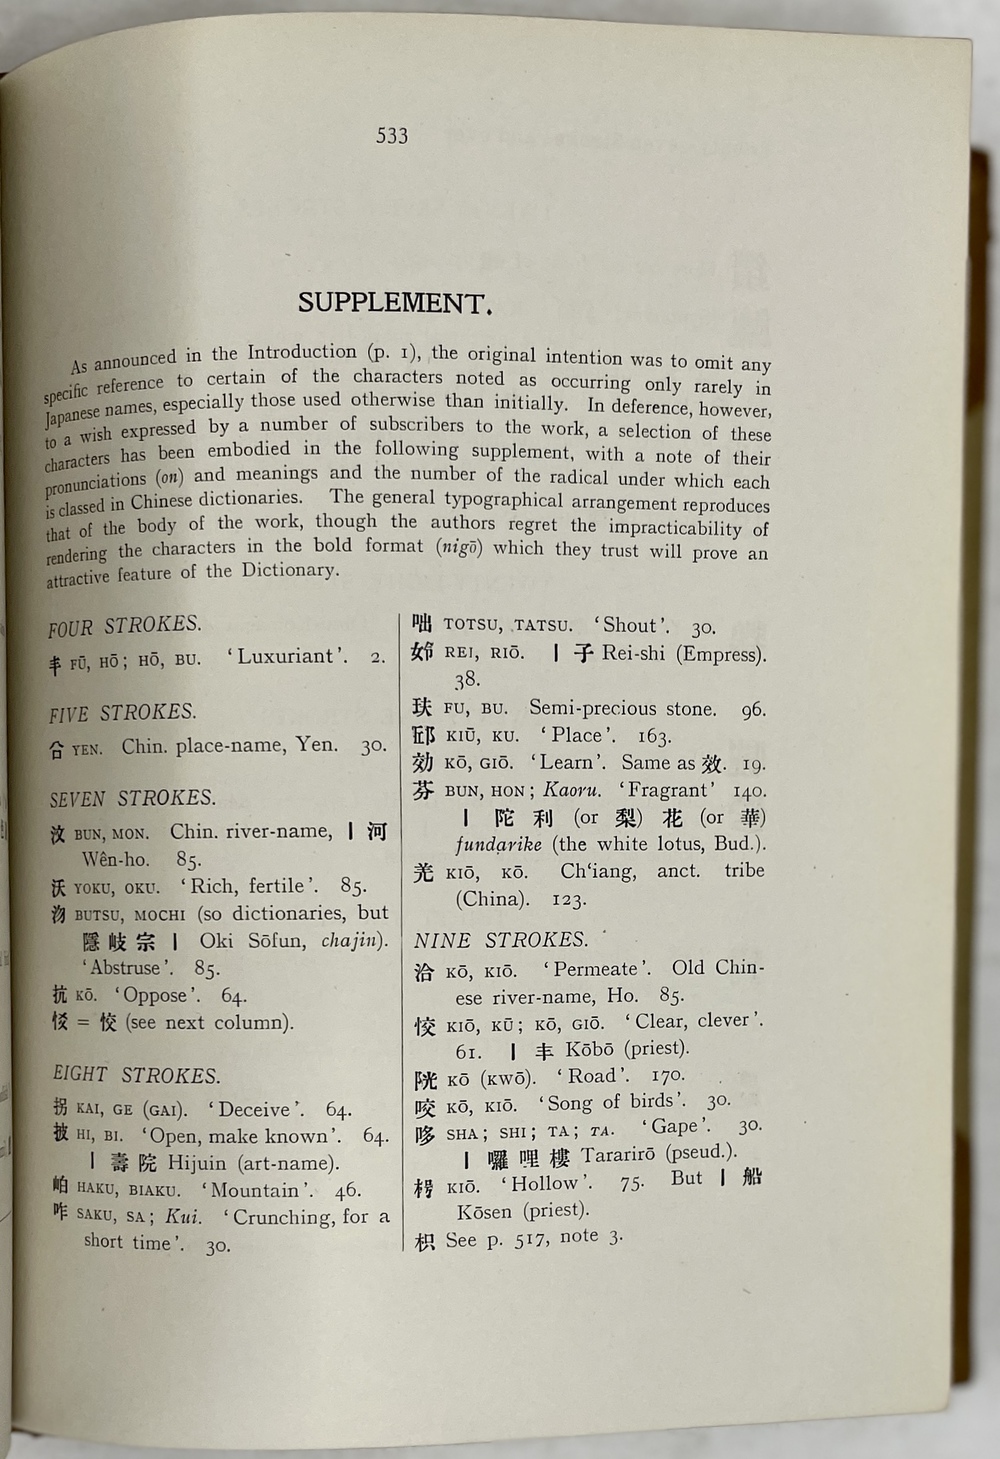 533
SUPPLEMENT.
As announced in the Introduction (p. 1), the original intention was to omit any
specific reference to certain of the characters noted as occurring only rarely in
Japanese names, especially those used otherwise than initially. In deference, however,
to a wish expressed by a number of subscribers to the work, a selection of these
characters has been embodied in the following supplement, with a note of their
pronunciations (on) and meanings and the number of the radical under which each
is classed in Chinese dictionaries. The general typographical arrangement reproduces
that of the body of the work, though the authors regret the impracticability of
rendering the characters in the bold format (nigō) which they trust will prove an
attractive feature of the Dictionary.
FOUR STROKES.
丰 FŪ, HŌ; HŌ, BU. ‘Luxuriant’. 2.
FIVE STROKES.
㕣 YEN. Chin. place-name, Yen. 30.
SEVEN STROKES.
汶 BUN, MON. Chin. river-name, | 河
Wên-ho. 85.
沃 YOKU, OKU. ‘Rich, fertile’. 85.
沕 BUTSU, MOCHI (so dictionaries, but
隱岐宗 | Oki Sōfun, chajin).
‘Abstruse’. 85.
抗 KŌ. ‘Oppose’. 64.
= 恔 (see next column).
EIGHT STROKES.
拐 KAI, GE (GAI). ‘Deceive’. 64.
披 HI, BI. ‘Open, make known’. 64.
| 壽院 Hijuin (art-name).
岶 HAKU, BIAKU. ‘Mountain’. 46.
咋 SAKU, SA; Kui. ‘Crunching, for a
short time’. 30.
咄 TOTSU, TATSU. ‘Shout’. 30.
姈 REI, RIŌ. | 子 Rei-shi (Empress).
38.
玞 FU, BU. Semi-precious stone. 96.
邱 KIŪ, KU. ‘Place’. 163.
効 KŌ, GIŌ. ‘Learn’. Same as 效. 19.
芬 BUN, HON; Kaoru. ‘Fragrant’ 140.
| 陀利 (or 梨) 花 (or 華)
fundarike (the white lotus, Bud.).
羌 KIŌ, KŌ. Ch‘iang, anct. tribe
(China). 123.
NINE STROKES.
洽 KŌ, KIŌ. ‘Permeate’. Old Chin-
ese river-name, Ho. 85.
恔 KIŌ, KŪ; KŌ, GIŌ. ‘Clear, clever’.
61. | 丰 Kōbō (priest).
KŌ (KWŌ). ‘Road’. 170.
咬 KŌ, KIŌ. ‘Song of birds’. 30.
哆 SHA; SHI; TA; TA. ‘Gape’. 30.
| 囉哩樓 Tararirō (pseud.).
枵 KIŌ. ‘Hollow’. 75. But | 船
Kōsen (priest).
枳 See p. 517, note 3.